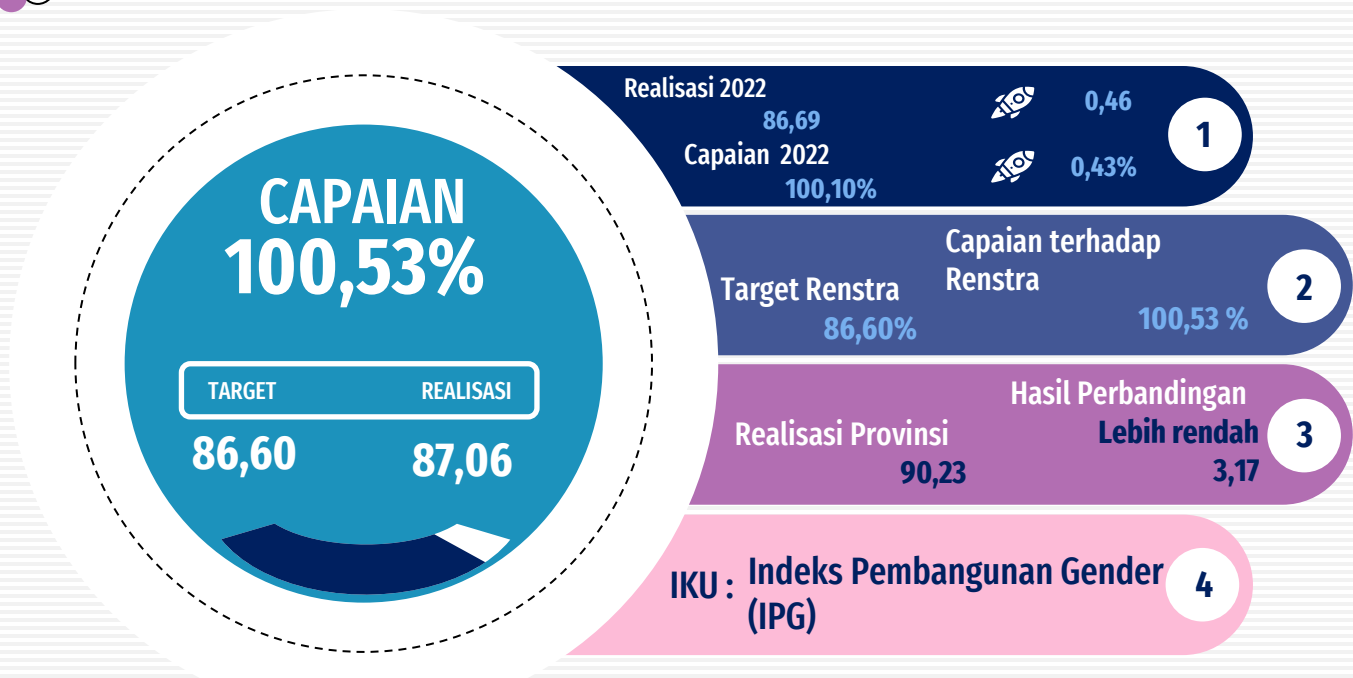 CAPAIAN
100,53%
TARGET REALISASI
86,60 87,06
Realisasi 2022
86,69
0,46
Capaian 2022
100,10%
0,43%
1
Target Renstra
86,60%
Capaian terhadap
Renstra
100,53 %
2
Realisasi Provinsi
90,23
Hasil Perbandingan
Lebih rendah
3,17
3
IKU : Indeks Pembangunan Gender
(IPG)
4